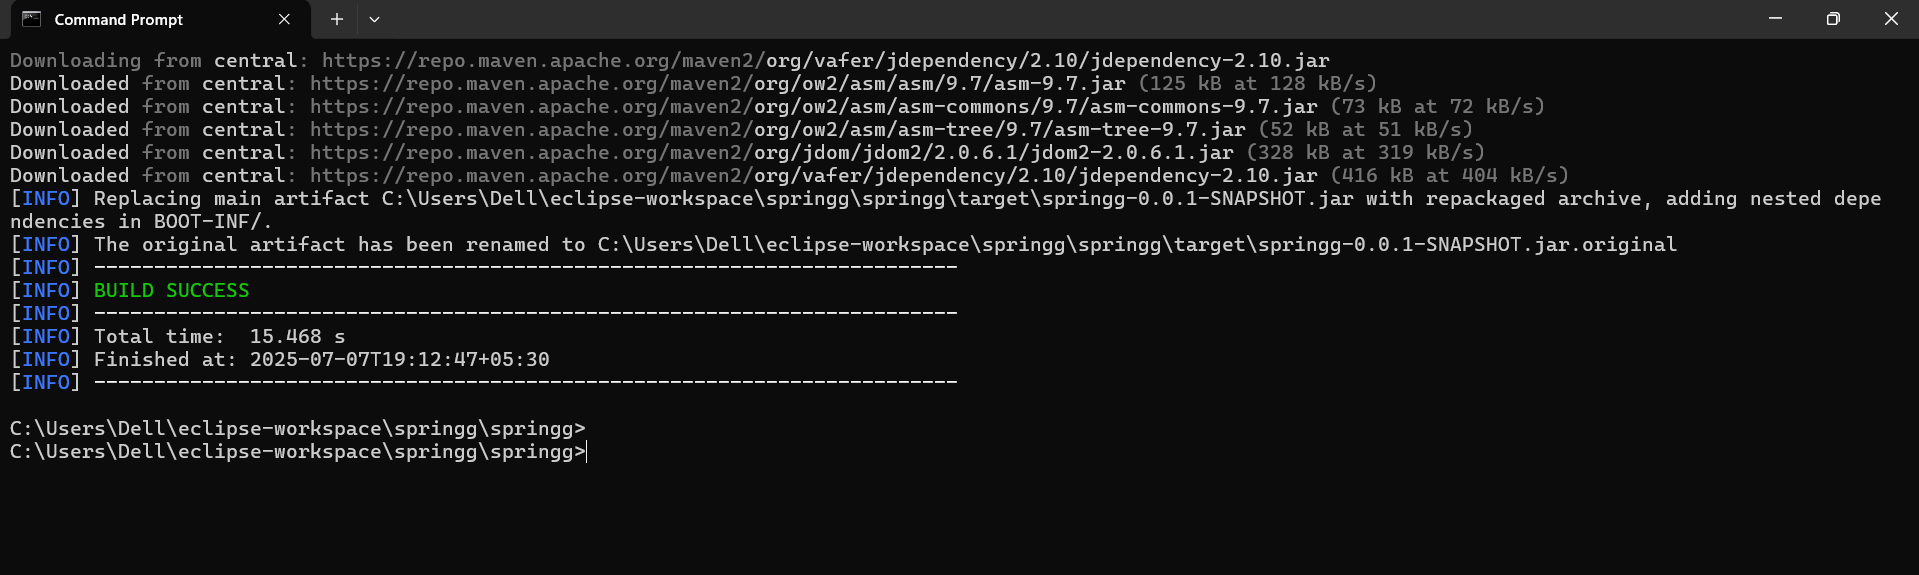 Command Prompt
Downloading from central: https://repo.maven.apache.org/maven2/org/vafer/jdependency/2.10/jdependency-2.10.jar
Downloaded from central: https://repo.maven.apache.org/maven2/org/ow2/asm/asm/9.7/asm-9.7.jar (125 kB at 128 kB/s)
Downloaded from central: https://repo.maven.apache.org/maven2/org/ow2/asm/asm-commons/9.7/asm-commons-9.7.jar (73 kB at 72 kB/s)
Downloaded from central: https://repo.maven.apache.org/maven2/org/ow2/asm/asm-tree/9.7/asm-tree-9.7.jar (52 kB at 51 kB/s)
Downloaded from central: https://repo.maven.apache.org/maven2/org/jdom/jdom2/2.0.6.1/jdom2-2.0.6.1.jar (328 kB at 319 kB/s)
Downloaded from central: https://repo.maven.apache.org/maven2/org/vafer/jdependency/2.10/jdependency-2.10.jar (416 kB at 404 kB/s)
[INFO] Replacing main artifact C:\Users\Dell\eclipse-workspace\springg\springg\target\springg-0.0.1-SNAPSHOT.jar with repackaged archive, adding nested depe
ndencies in BOOT-INF/.
[INFO] The original artifact has been renamed to C:\Users\Dell\eclipse-workspace\springg\springg\target\springg-0.0.1-SNAPSHOT.jar.original
[INFO] ------------------------------------------------------------------------
[INFO] BUILD SUCCESS
[INFO] ------------------------------------------------------------------------
[INFO] Total time:  15.468 s
[INFO] Finished at: 2025-07-07T19:12:47+05:30
[INFO] ------------------------------------------------------------------------
C:\Users\Dell\eclipse-workspace\springg\springg>
C:\Users\Dell\eclipse-workspace\springg\springg>